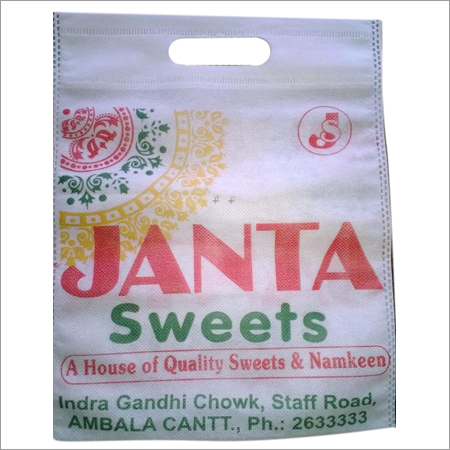 JANTA
Sweets
A House of Quality Sweets & Namkeen
Indra Gandhi Chowk, Staff Road,
AMBALA CANTT., Ph.: 2633333